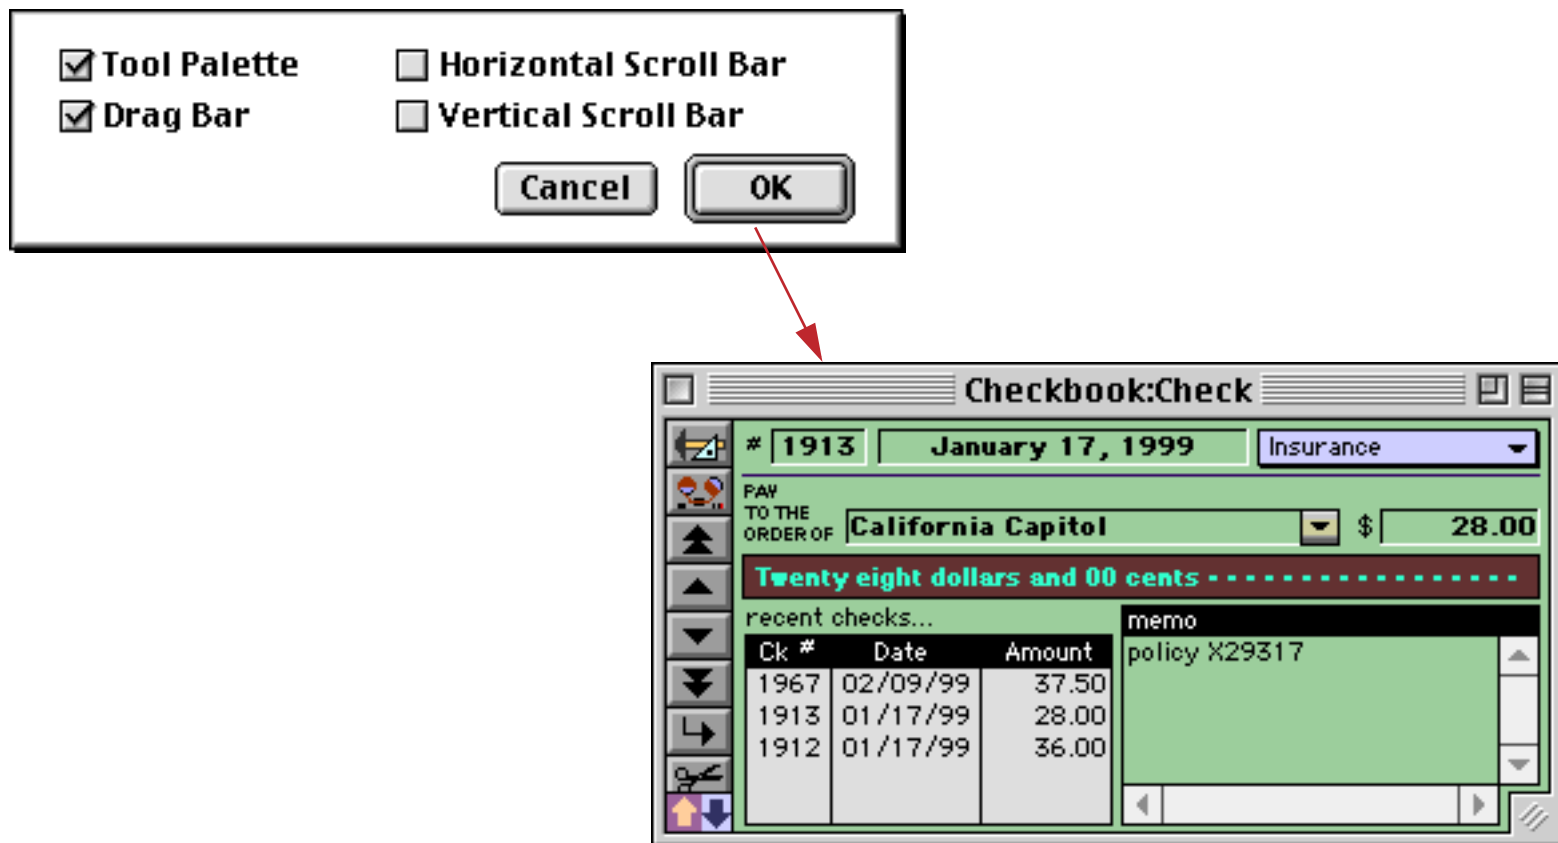 Tool Palette Horizontal Scroll Bar
Drag Bar Vertical Scroll Bar
Cancel OK
Checkbook:Check
# 1913 January 17, 1999 Insurance
PAY
TO THE
ORDER OF California Capitol $ 28.00
Twenty eight dollars and 00 cents - - - - - - - - - - - - - - - - -
recent checks...
Ck # Date Amount
1967 02/09/99 37.50
1913 01/17/99 28.00
1912 01/17/99 36.00
memo
policy X29317